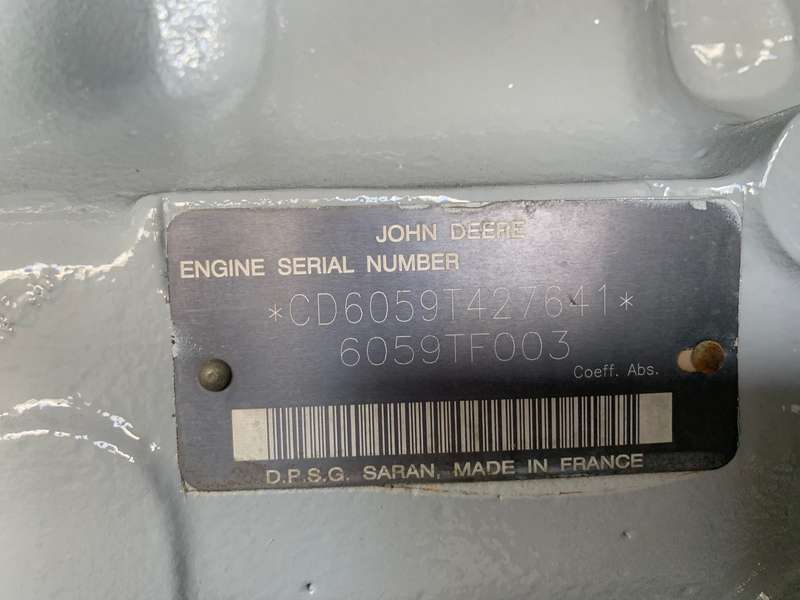 JOHN DEERE
ENGINE SERIAL NUMBER
*CD6059T427641*
6059TF003
Coeff. Abs.
D.P.S.G. SARAN, MADE IN FRANCE